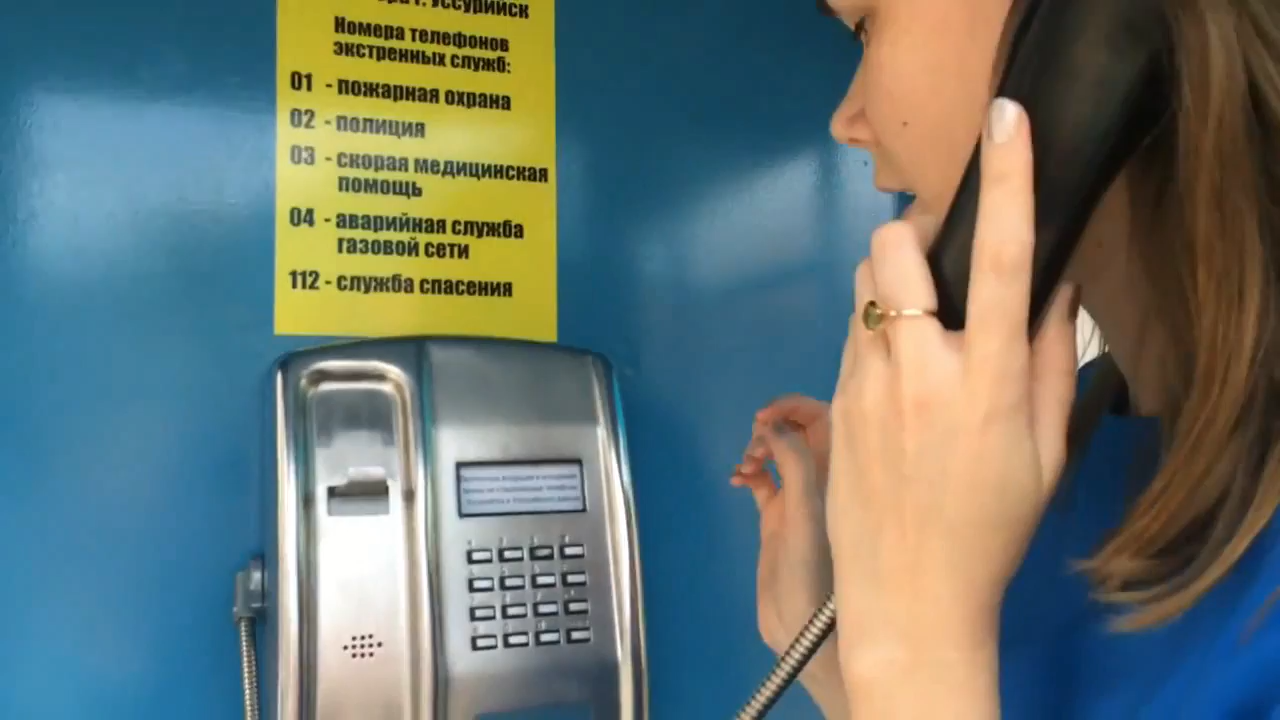 г. Уссурийск
Номера телефонов
экстренных служб:
01 - пожарная охрана
02 - полиция
03 - скорая медицинская
помощь
04 - аварийная служба
газовой сети
112 - служба спасения